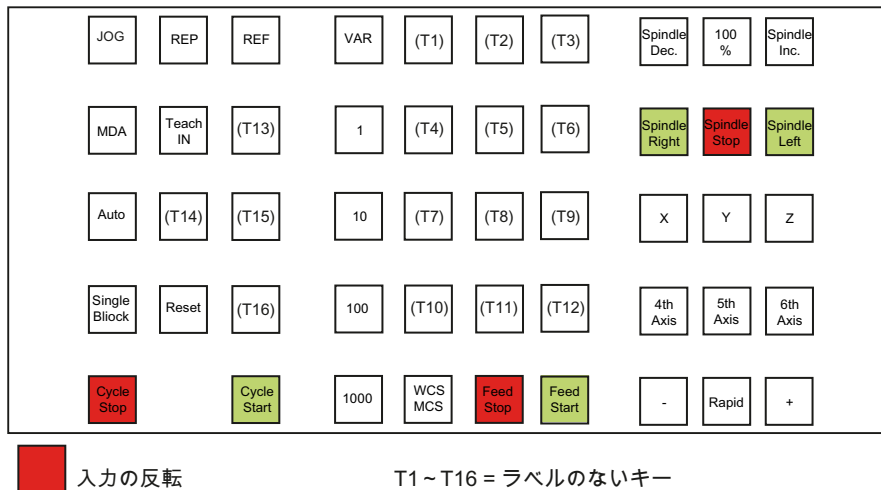 JOG REP REF VAR (T1) (T2) (T3) Spindle Dec. 100 % Spindle Inc.
MDA Teach IN (T13) 1 (T4) (T5) (T6) Spindle Right Spindle Stop Spindle Left
Auto (T14) (T15) 10 (T7) (T8) (T9) X Y Z
Single Bliock Reset (T16) 100 (T10) (T11) (T12) 4th Axis 5th Axis 6th Axis
Cycle Stop Cycle Start 1000 WCS MCS Feed Stop Feed Start - Rapid +
入力の反転 T1~T16 = ラベルのないキー